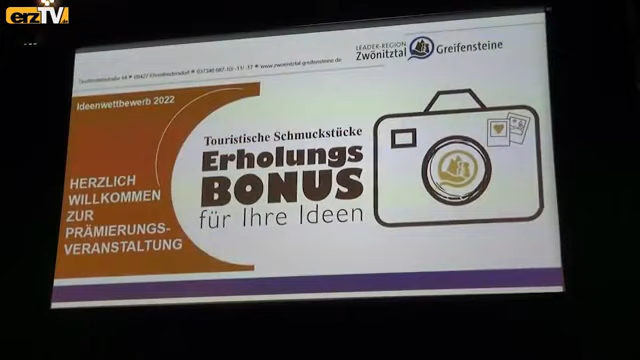 erzTV
LEADER-REGION
Zwönitztal Greifensteine
Ideenwettbewerb 2022
Touristische Schmuckstücke
Erholungs
BONUS
für Ihre Ideen
HERZLICH
WILLKOMMEN
ZUR
PRÄMIERUNGS-
VERANSTALTUNG